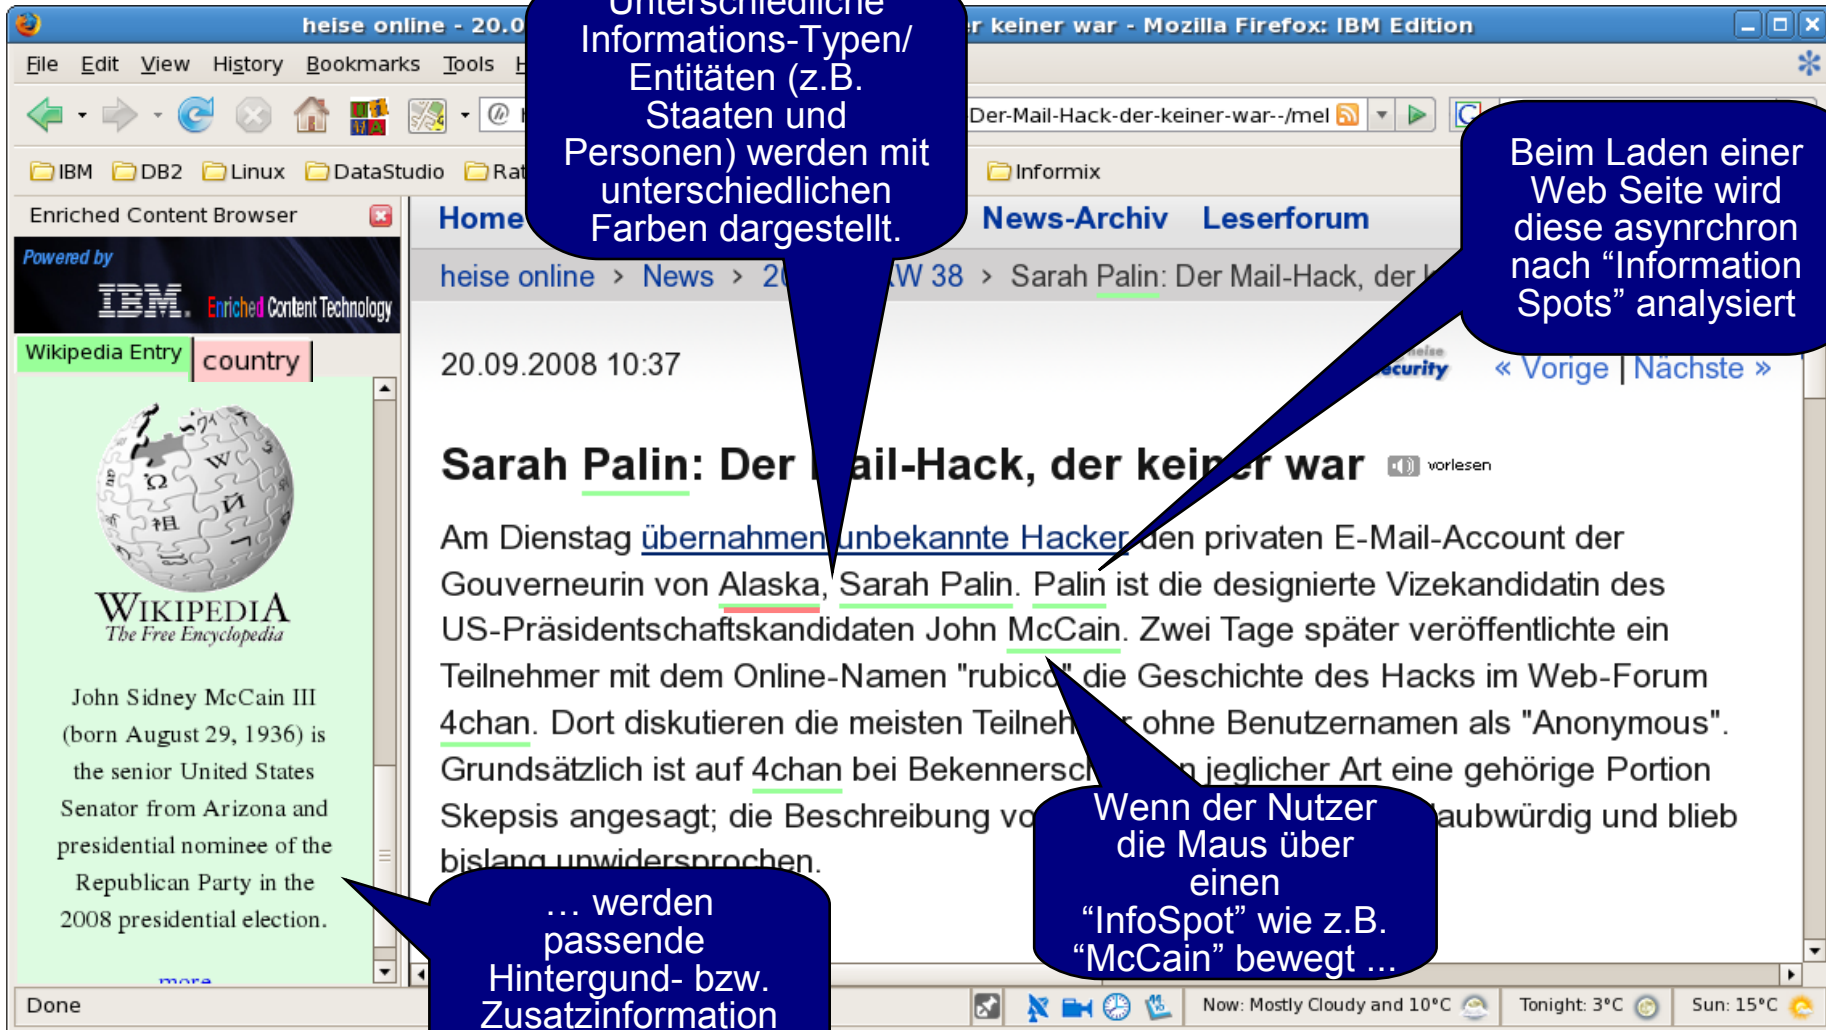 heise online - 20.0
r keiner war - Mozilla Firefox: IBM Edition
File Edit View History Bookmarks Tools H
Der-Mail-Hack-der-keiner-war--/mel
IBM DB2 Linux DataStudio Rat
Informix
Unterschiedliche
Informations-Typen/
Entitäten (z.B.
Staaten und
Personen) werden mit
unterschiedlichen
Farben dargestellt.
Beim Laden einer
Web Seite wird
diese asynrchron
nach “Information
Spots” analysiert
Enriched Content Browser
Powered by
IBM. Enriched Content Technology
Wikipedia Entry country
WIKIPEDIA
The Free Encyclopedia
John Sidney McCain III
(born August 29, 1936) is
the senior United States
Senator from Arizona and
presidential nominee of the
Republican Party in the
2008 presidential election.
more
Home News-Archiv Leserforum
heise online > News > 20 W 38 > Sarah Palin: Der Mail-Hack, der k
20.09.2008 10:37
heise
ecurity
« Vorige | Nächste »
Sarah Palin: Der Mail-Hack, der keiner war vorlesen
Am Dienstag übernahmen unbekannte Hacker den privaten E-Mail-Account der
Gouverneurin von Alaska, Sarah Palin. Palin ist die designierte Vizekandidatin des
US-Präsidentschaftskandidaten John McCain. Zwei Tage später veröffentlichte ein
Teilnehmer mit dem Online-Namen "rubico" die Geschichte des Hacks im Web-Forum
4chan. Dort diskutieren die meisten Teilnehmer ohne Benutzernamen als "Anonymous".
Grundsätzlich ist auf 4chan bei Bekennersch n jeglicher Art eine gehörige Portion
Skepsis angesagt; die Beschreibung vo aubwürdig und blieb
bislang unwidersprochen.
Wenn der Nutzer
die Maus über
einen
“InfoSpot” wie z.B.
“McCain” bewegt ...
… werden
passende
Hintergund- bzw.
Zusatzinformation
Done
Now: Mostly Cloudy and 10°C Tonight: 3°C Sun: 15°C